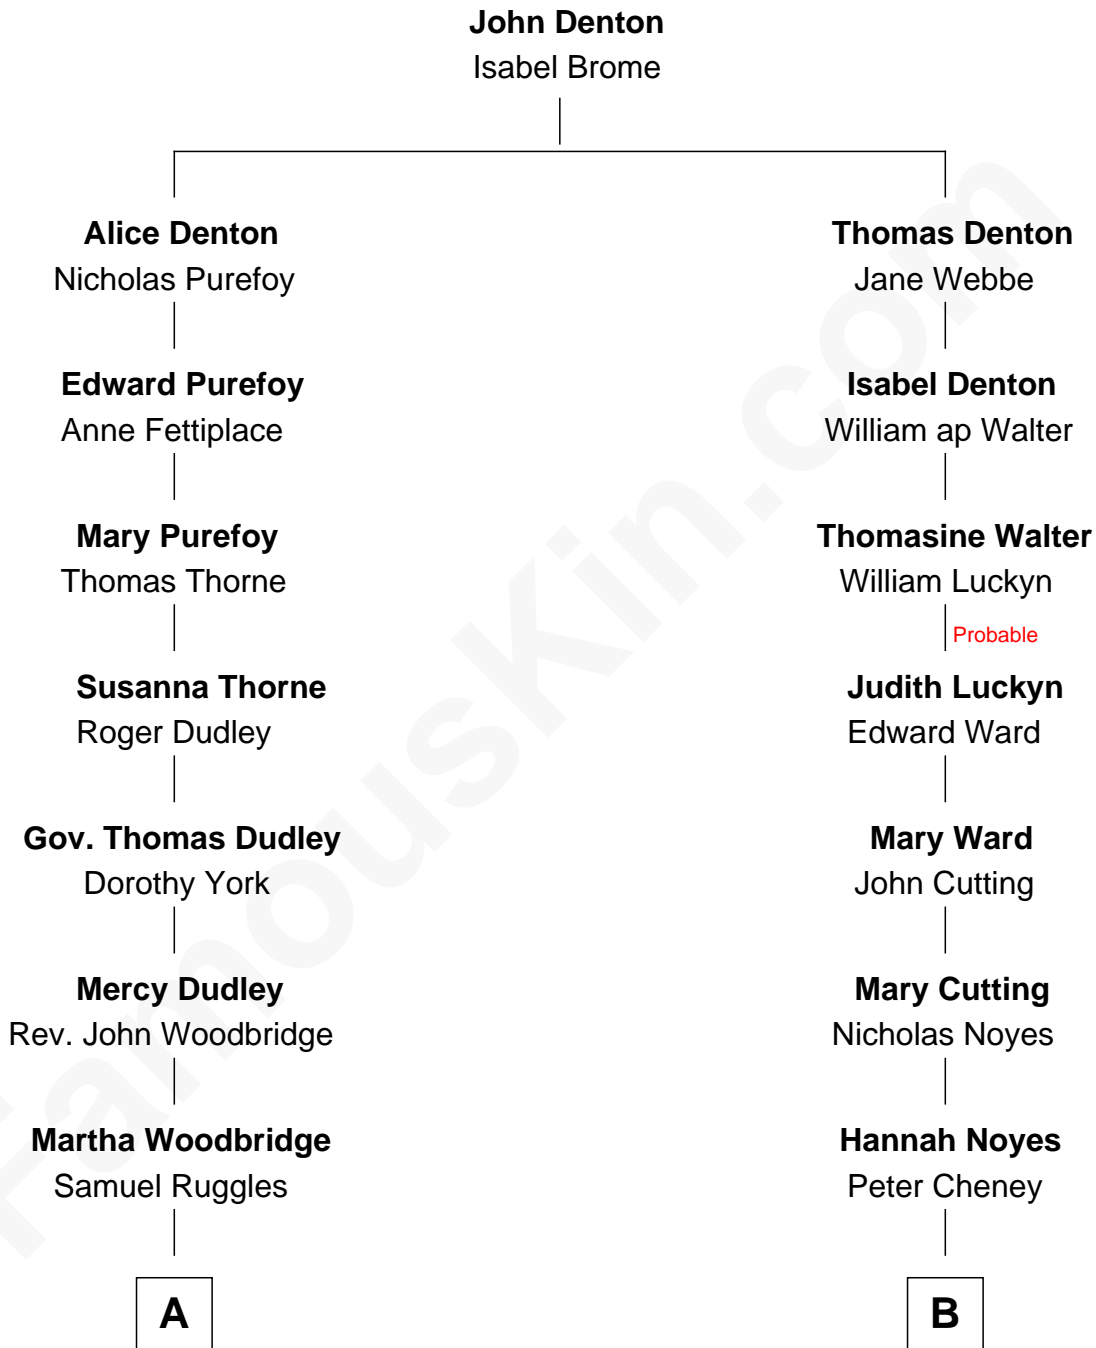 John Denton
Isabel Brome
Alice Denton
Nicholas Purefoy
Thomas Denton
Jane Webbe
Edward Purefoy
Anne Fettiplace
Isabel Denton
William ap Walter
Mary Purefoy
Thomas Thorne
Thomasine Walter
William Luckyn
Probable
Susanna Thorne
Roger Dudley
Judith Luckyn
Edward Ward
Gov. Thomas Dudley
Dorothy York
Mary Ward
John Cutting
Mercy Dudley
Rev. John Woodbridge
Mary Cutting
Nicholas Noyes
Martha Woodbridge
Samuel Ruggles
Hannah Noyes
Peter Cheney
A
B
FamousKin.com